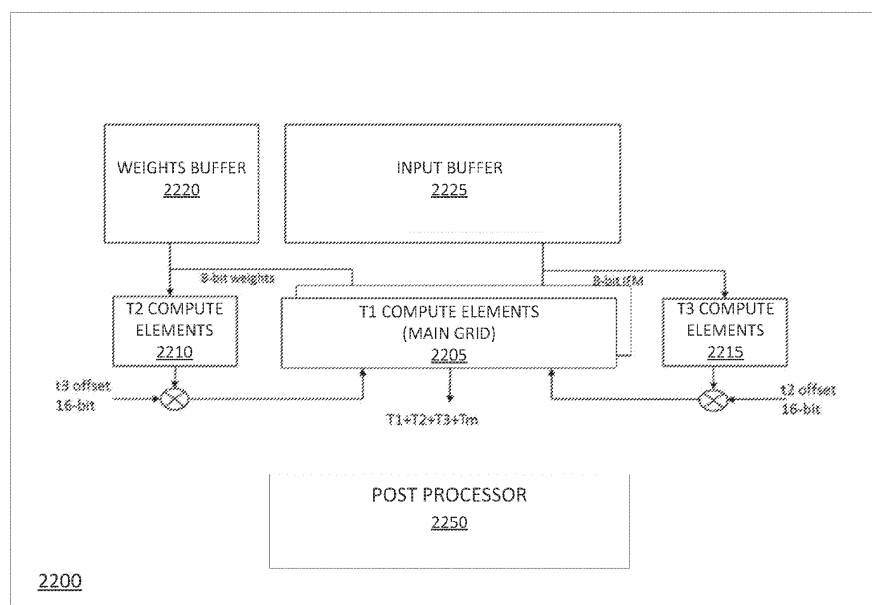 WEIGHTS BUFFER
2220
INPUT BUFFER
2225
8-bit weights
8-bit IFM
T2 COMPUTE
ELEMENTS
2210
T1 COMPUTE ELEMENTS
(MAIN GRID)
2205
T3 COMPUTE
ELEMENTS
2215
t3 offset
16-bit
t2 offset
16-bit
T1+T2+T3+Tm
POST PROCESSOR
2250
2200